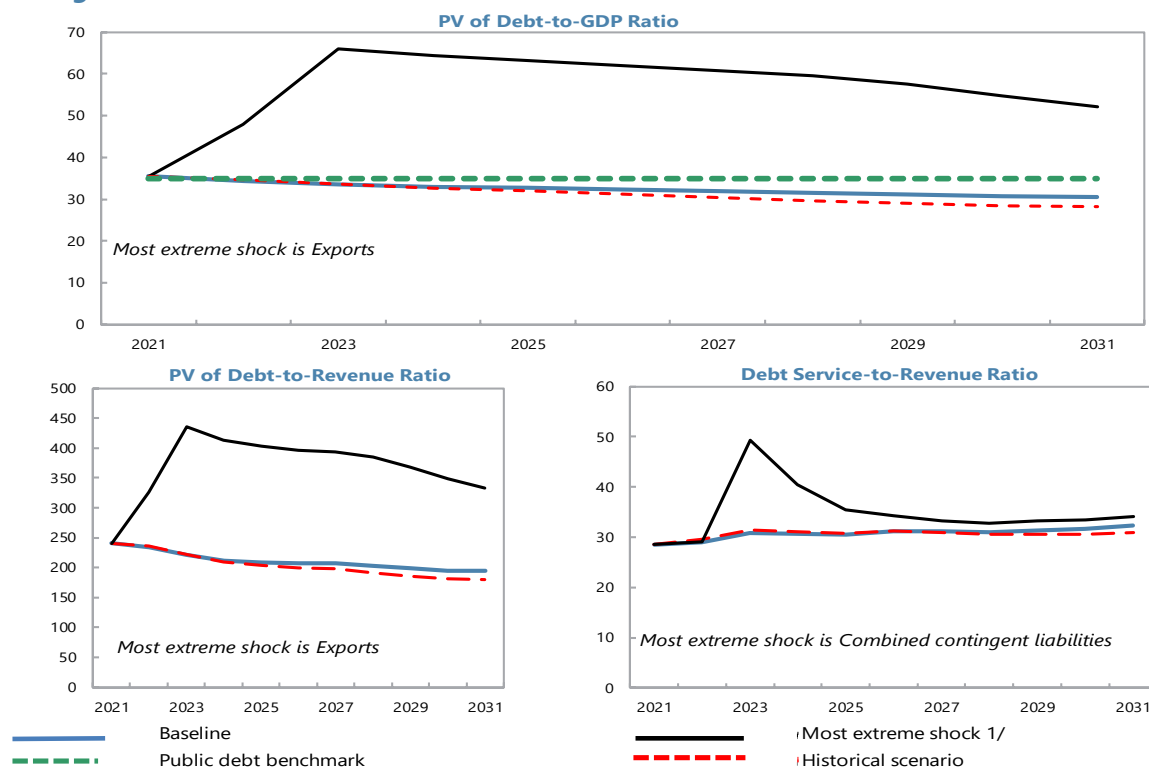 PV of Debt-to-GDP Ratio
70
60
50
40
30
20
10
0
Most extreme shock is Exports
2021 2023 2025 2027 2029 2031
PV of Debt-to-Revenue Ratio
500
450
400
350
300
250
200
150
100
50
0
Most extreme shock is Exports
2021 2023 2025 2027 2029 2031
Debt Service-to-Revenue Ratio
60
50
40
30
20
10
0
Most extreme shock is Combined contingent liabilities
2021 2023 2025 2027 2029 2031
Baseline
Public debt benchmark
Most extreme shock 1/
Historical scenario